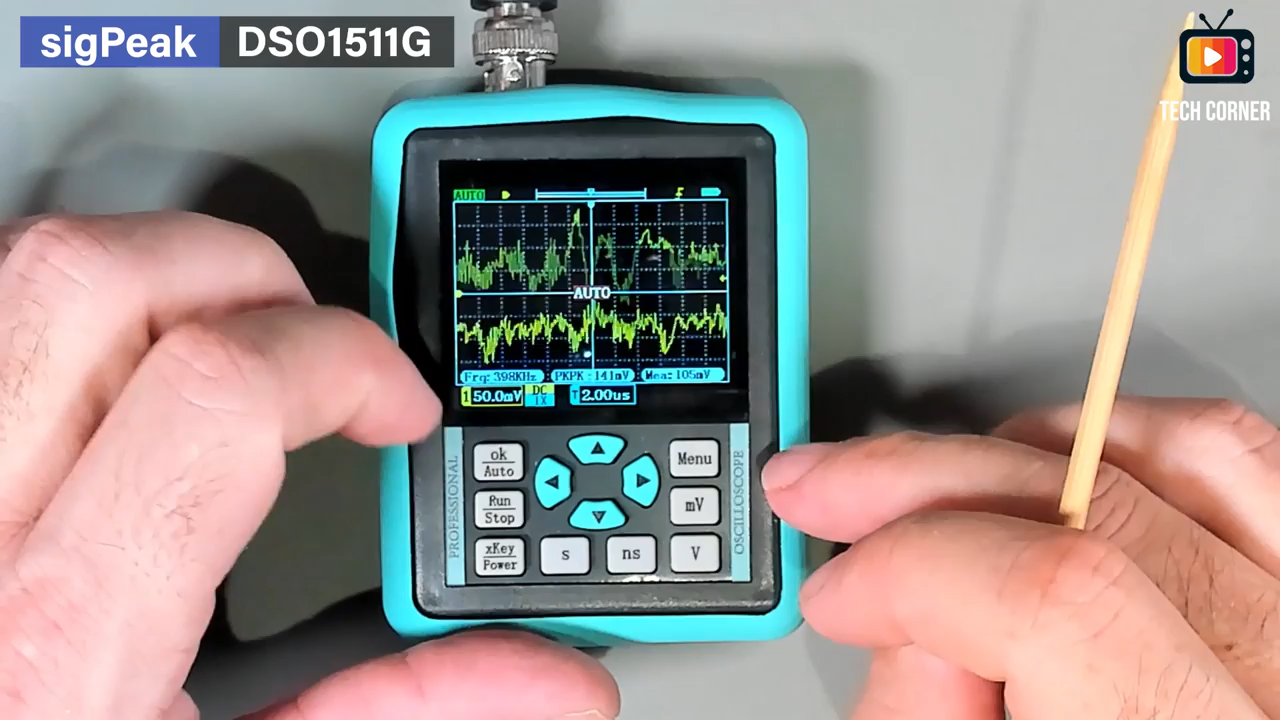 sigPeak DSO1511G
TECH CORNER
AUTO
AUTO
Frq:398KHz PKPK :141mV Mea:105mV
1 50.0mV DC 1X T 2.00us
PROFESSIONAL
OSCILLOSCOPE
ok
Auto
Menu
Run
Stop
mV
xKey
Power
s
ns
V